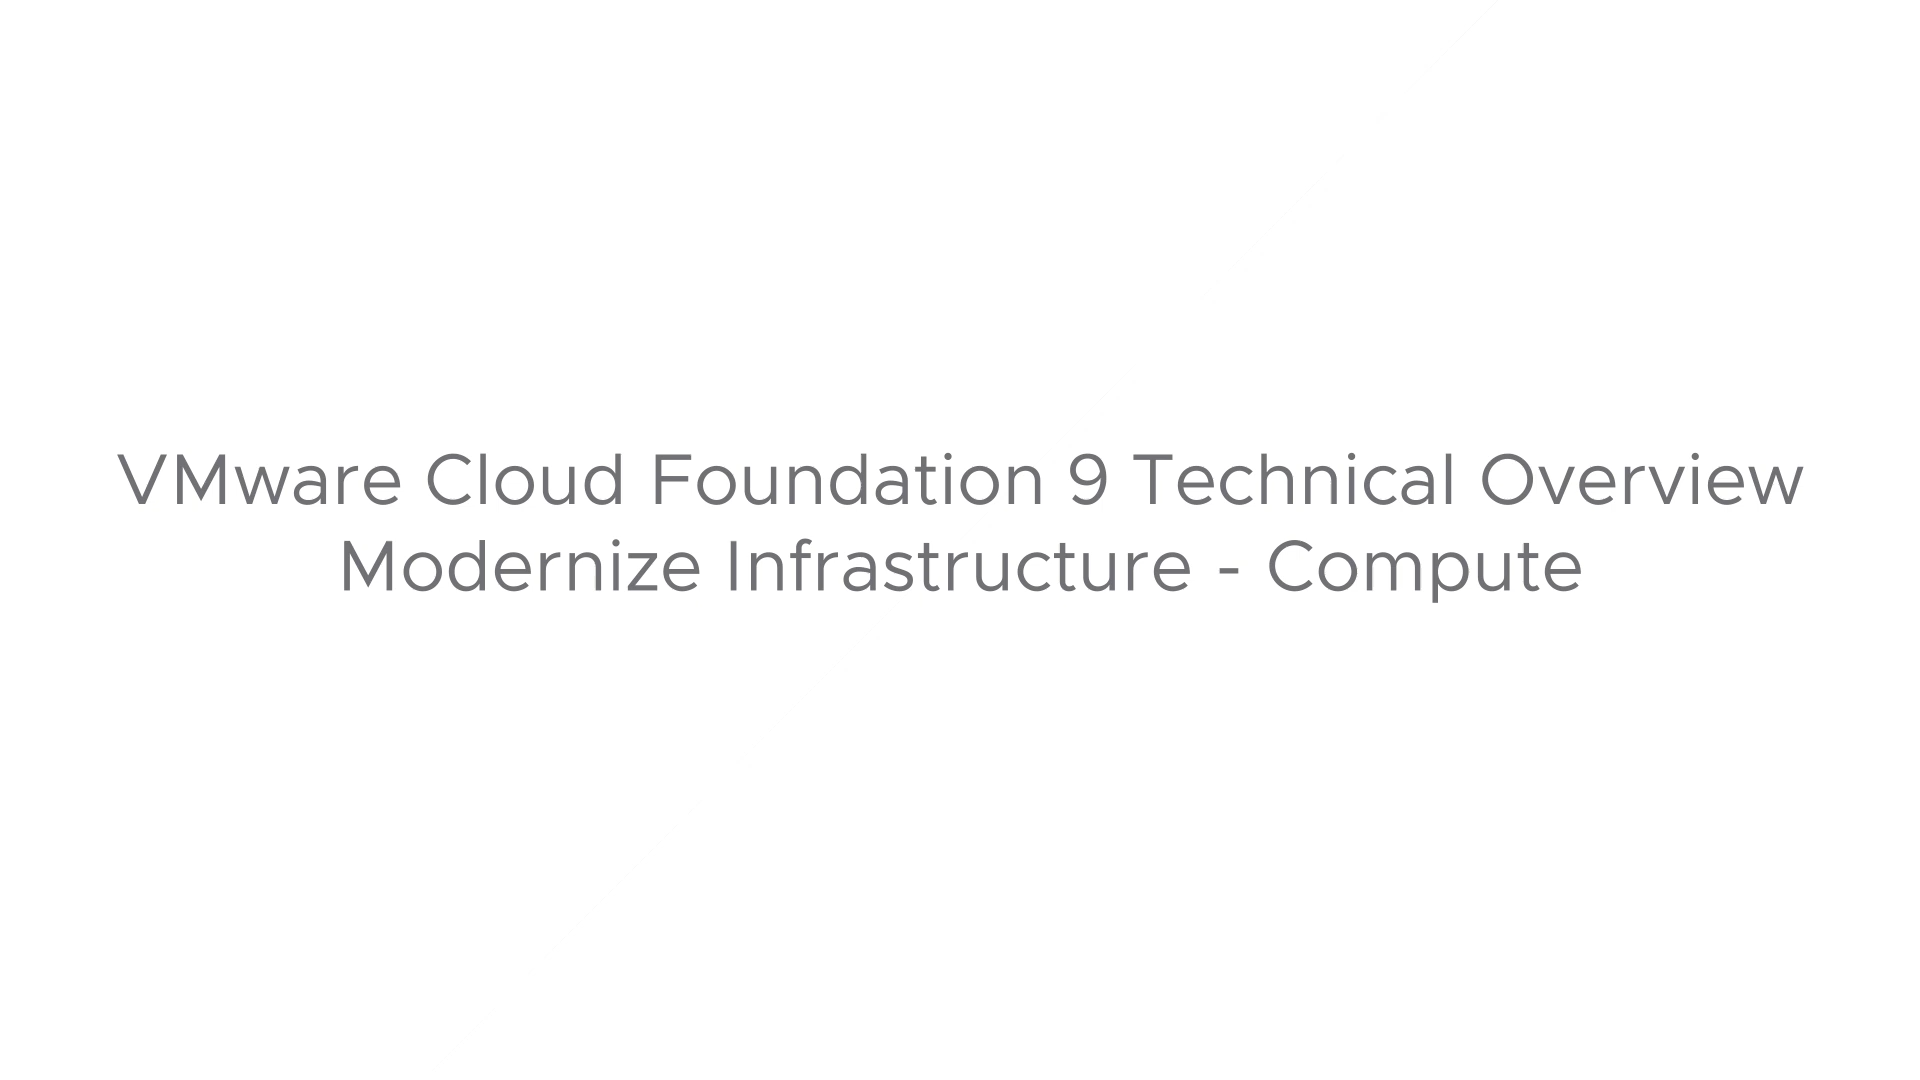 VMware Cloud Foundation 9 Technical Overview
Modernize Infrastructure - Compute